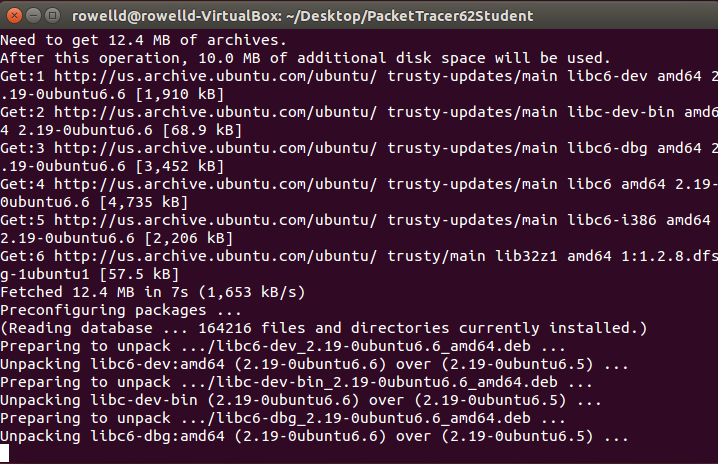 rowelld@rowelld-VirtualBox: ~/Desktop/PacketTracer62Student
Need to get 12.4 MB of archives.
After this operation, 10.0 MB of additional disk space will be used.
Get:1 http://us.archive.ubuntu.com/ubuntu/ trusty-updates/main libc6-dev amd64 2
.19-0ubuntu6.6 [1,910 kB]
Get:2 http://us.archive.ubuntu.com/ubuntu/ trusty-updates/main libc-dev-bin amd6
4 2.19-0ubuntu6.6 [68.9 kB]
Get:3 http://us.archive.ubuntu.com/ubuntu/ trusty-updates/main libc6-dbg amd64 2
.19-0ubuntu6.6 [3,452 kB]
Get:4 http://us.archive.ubuntu.com/ubuntu/ trusty-updates/main libc6 amd64 2.19-
0ubuntu6.6 [4,735 kB]
Get:5 http://us.archive.ubuntu.com/ubuntu/ trusty-updates/main libc6-i386 amd64
2.19-0ubuntu6.6 [2,206 kB]
Get:6 http://us.archive.ubuntu.com/ubuntu/ trusty/main lib32z1 amd64 1:1.2.8.dfs
g-1ubuntu1 [57.5 kB]
Fetched 12.4 MB in 7s (1,653 kB/s)
Preconfiguring packages ...
(Reading database ... 164216 files and directories currently installed.)
Preparing to unpack .../libc6-dev_2.19-0ubuntu6.6_amd64.deb ...
Unpacking libc6-dev:amd64 (2.19-0ubuntu6.6) over (2.19-0ubuntu6.5) ...
Preparing to unpack .../libc-dev-bin_2.19-0ubuntu6.6_amd64.deb ...
Unpacking libc-dev-bin (2.19-0ubuntu6.6) over (2.19-0ubuntu6.5) ...
Preparing to unpack .../libc6-dbg_2.19-0ubuntu6.6_amd64.deb ...
Unpacking libc6-dbg:amd64 (2.19-0ubuntu6.6) over (2.19-0ubuntu6.5) ...